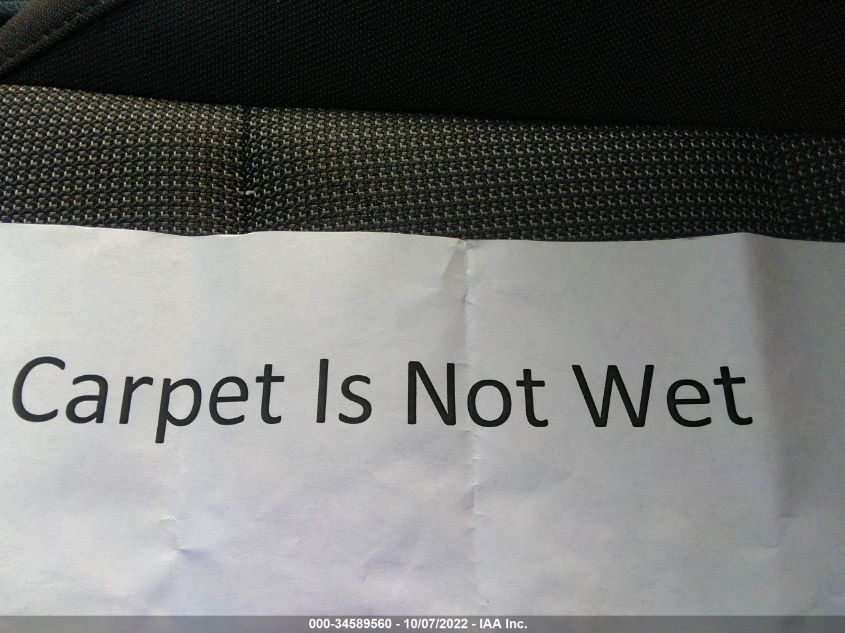 Carpet Is Not Wet
000-34589560 - 10/07/2022 - IAA Inc.